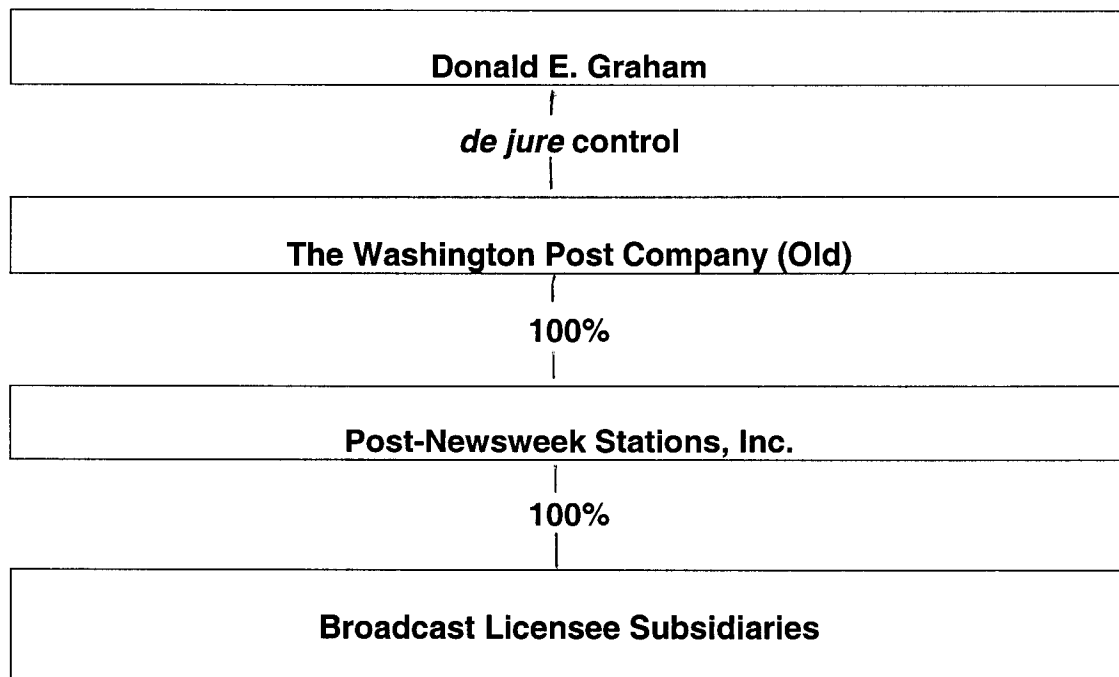 Donald E. Graham
de jure control
The Washington Post Company (Old)
100%
Post-Newsweek Stations, Inc.
100%
Broadcast Licensee Subsidiaries